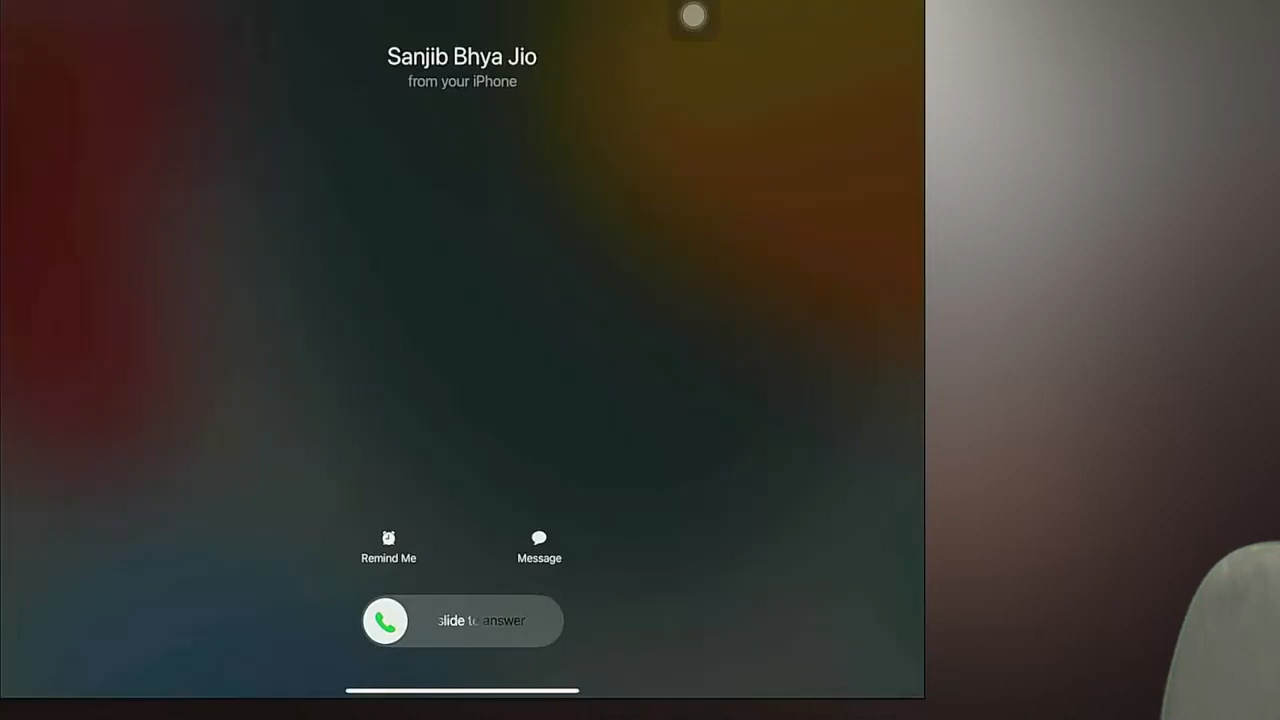 Sanjib Bhya Jio
from your iPhone
Remind Me
Message
slide to answer